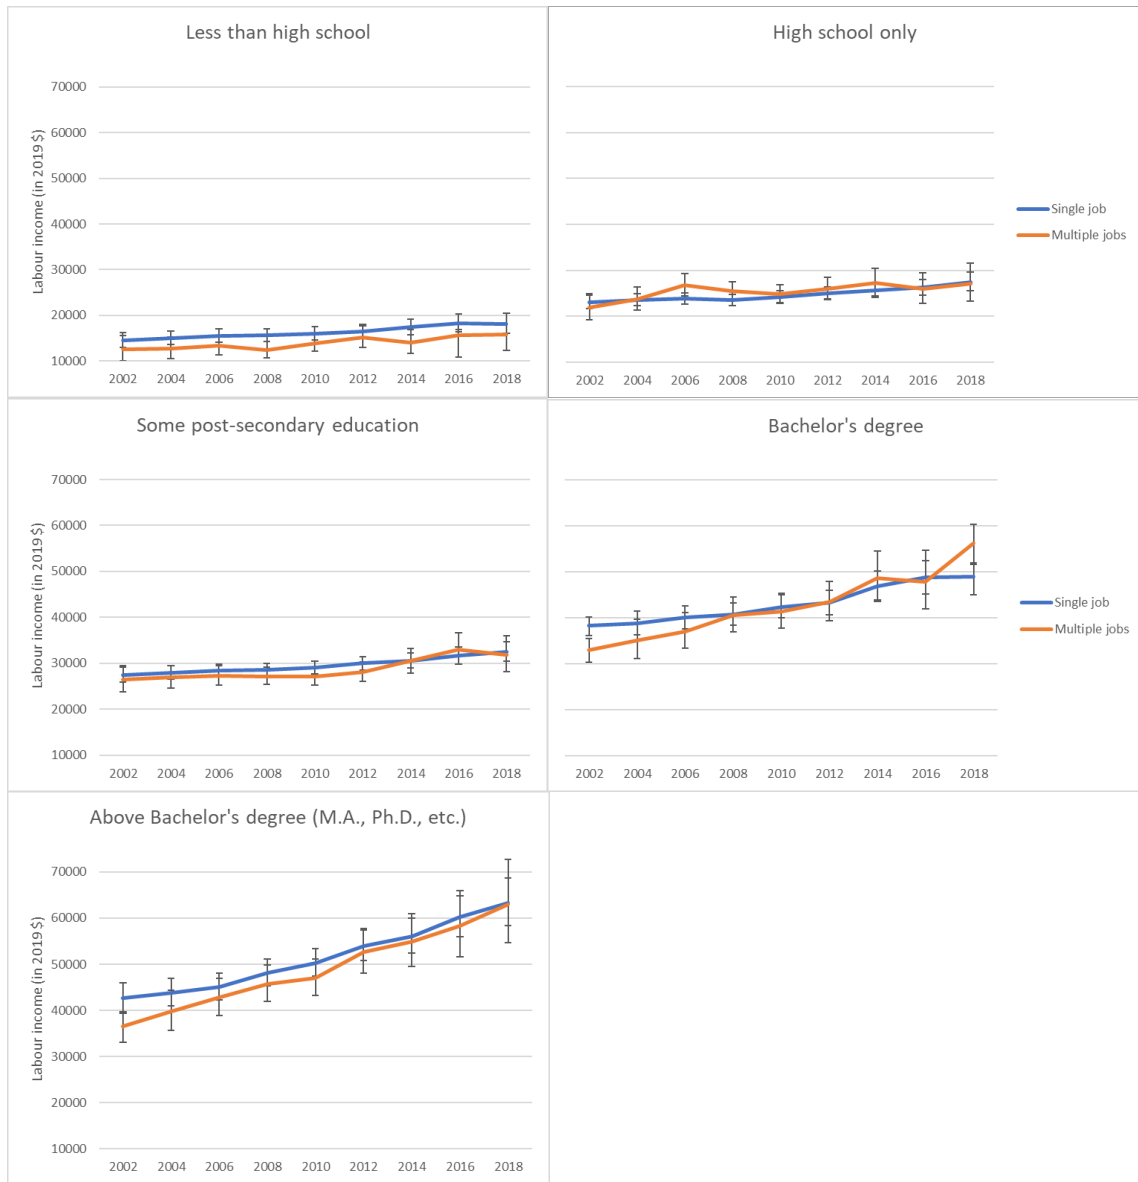 Less than high school
Labour income (in 2019 $)
70000
60000
50000
40000
30000
20000
10000
2002 2004 2006 2008 2010 2012 2014 2016 2018
High school only
2002 2004 2006 2008 2010 2012 2014 2016 2018
Single job
Multiple jobs
Some post-secondary education
Labour income (in 2019 $)
70000
60000
50000
40000
30000
20000
10000
2002 2004 2006 2008 2010 2012 2014 2016 2018
Bachelor's degree
2002 2004 2006 2008 2010 2012 2014 2016 2018
Single job
Multiple jobs
Above Bachelor's degree (M.A., Ph.D., etc.)
Labour income (in 2019 $)
70000
60000
50000
40000
30000
20000
10000
2002 2004 2006 2008 2010 2012 2014 2016 2018